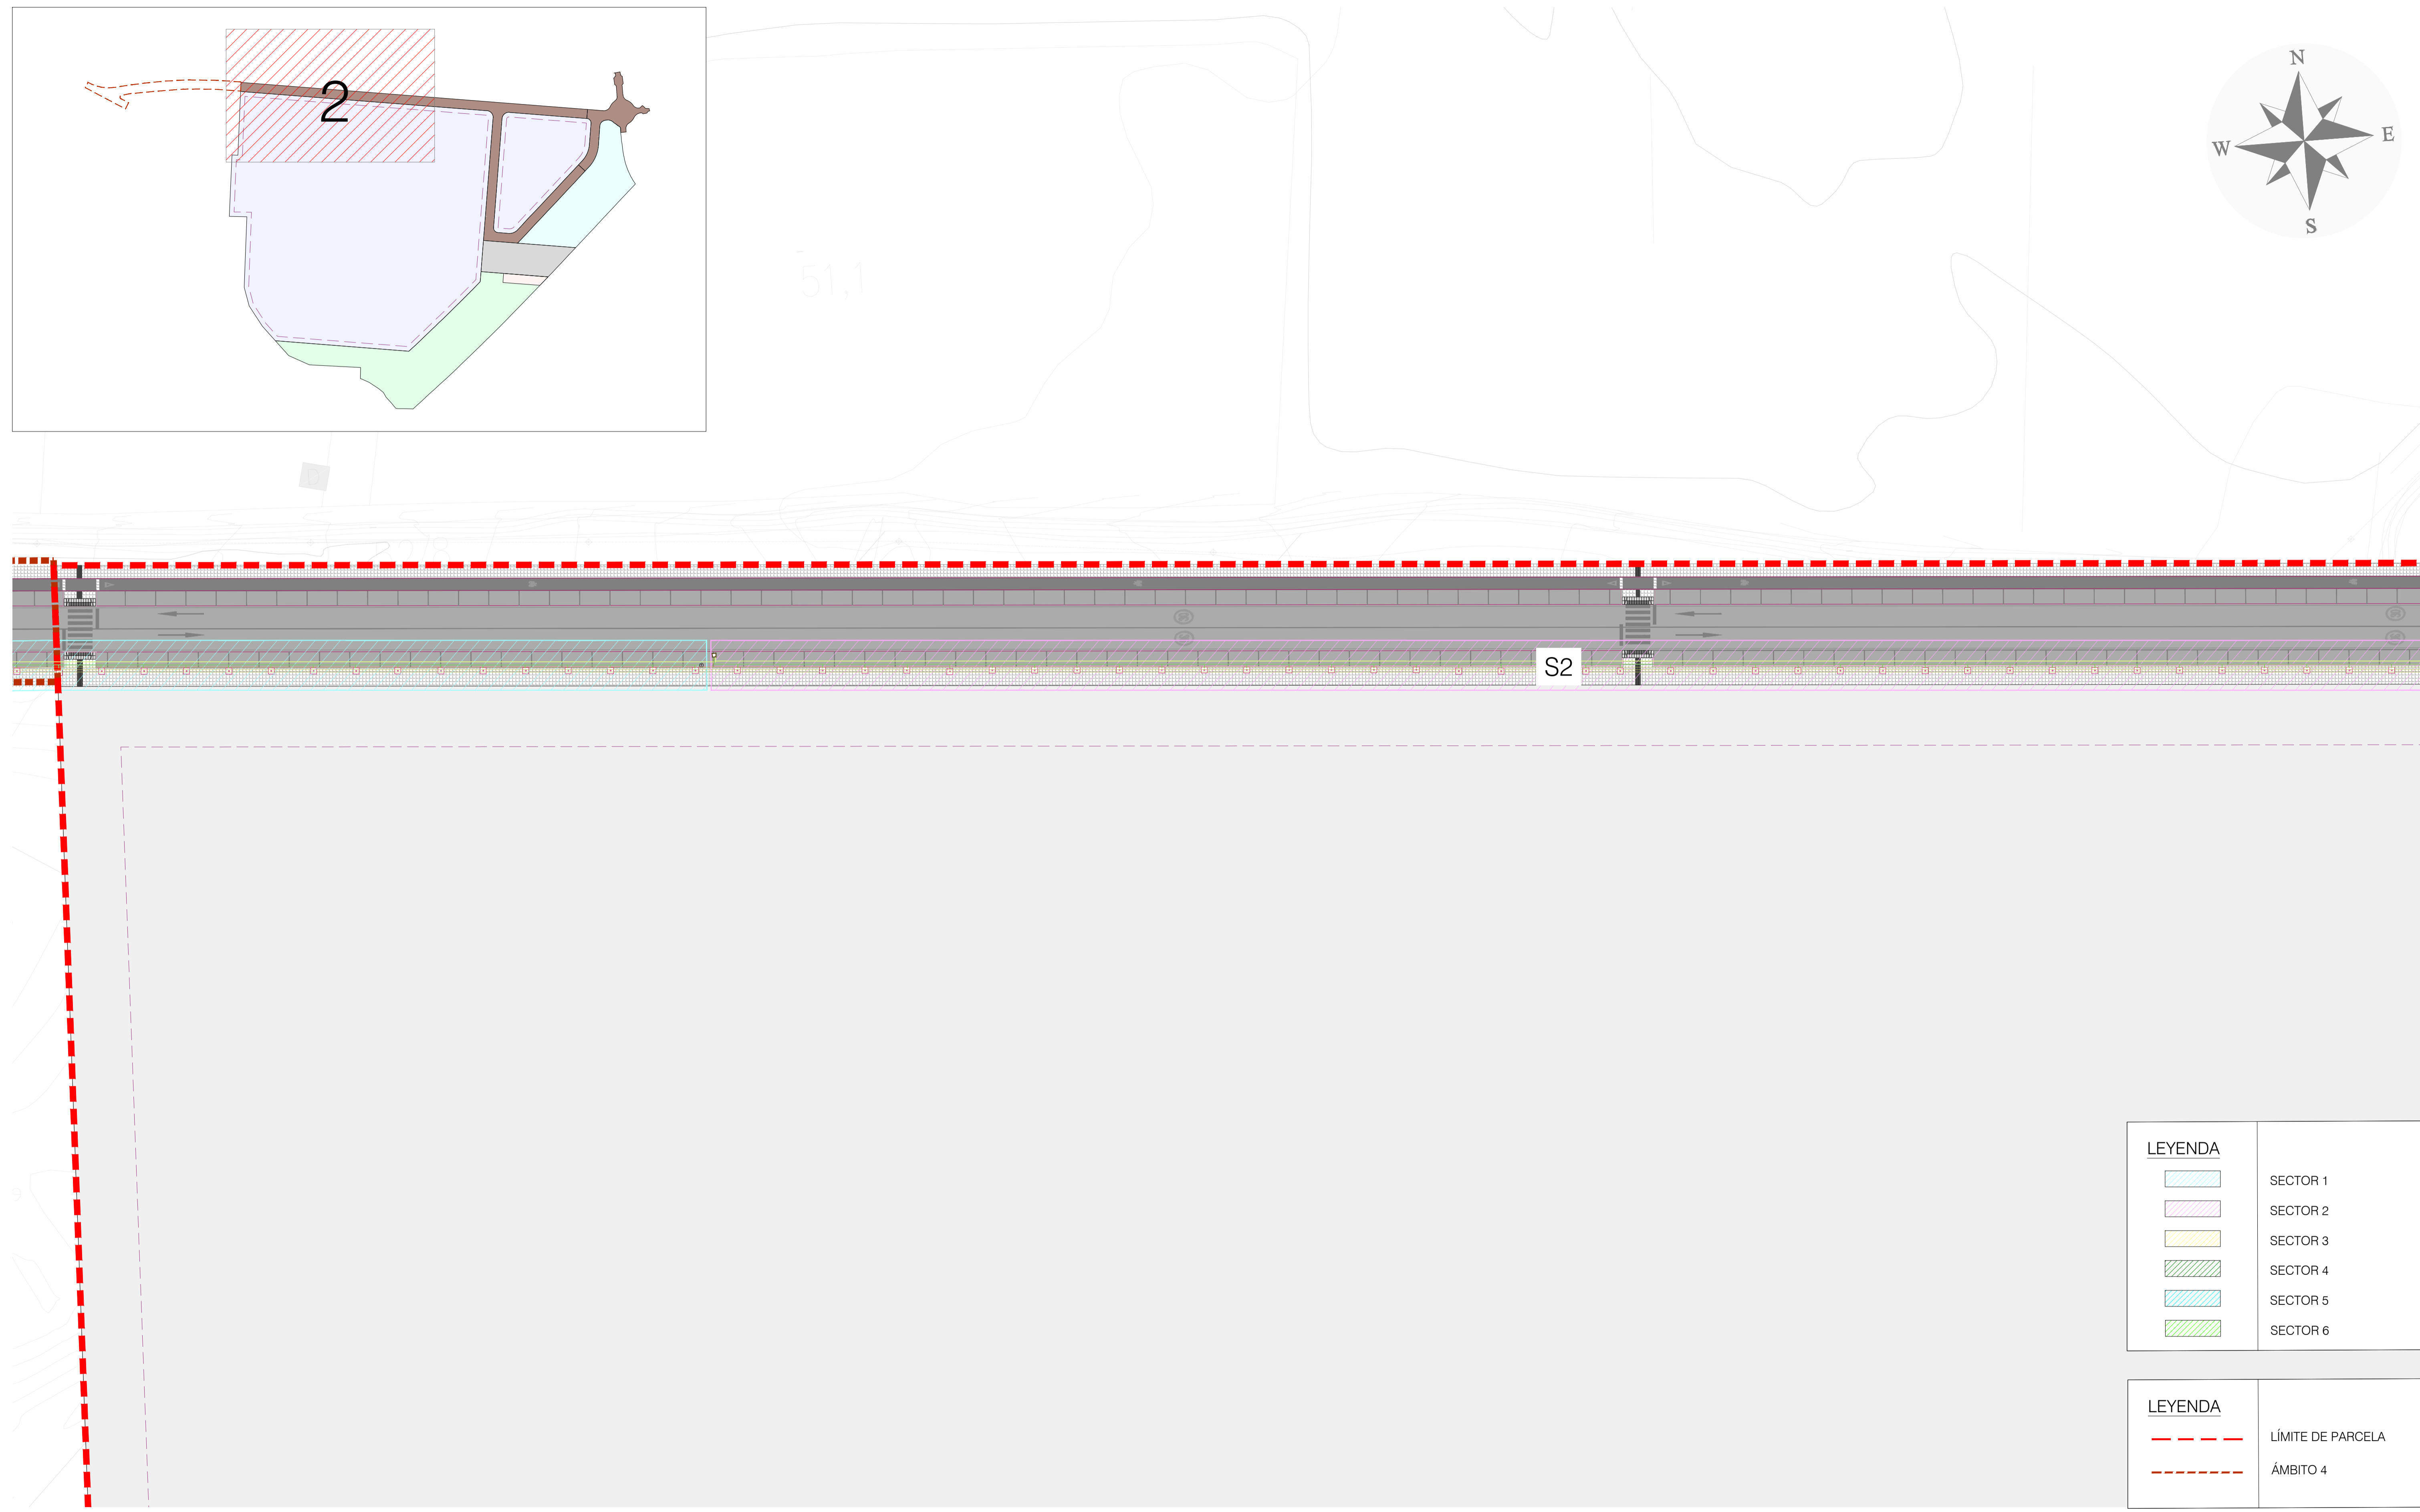 2
N
W
E
S
51,1
S2
LEYENDA
SECTOR 1
SECTOR 2
SECTOR 3
SECTOR 4
SECTOR 5
SECTOR 6
LEYENDA
LÍMITE DE PARCELA
ÁMBITO 4